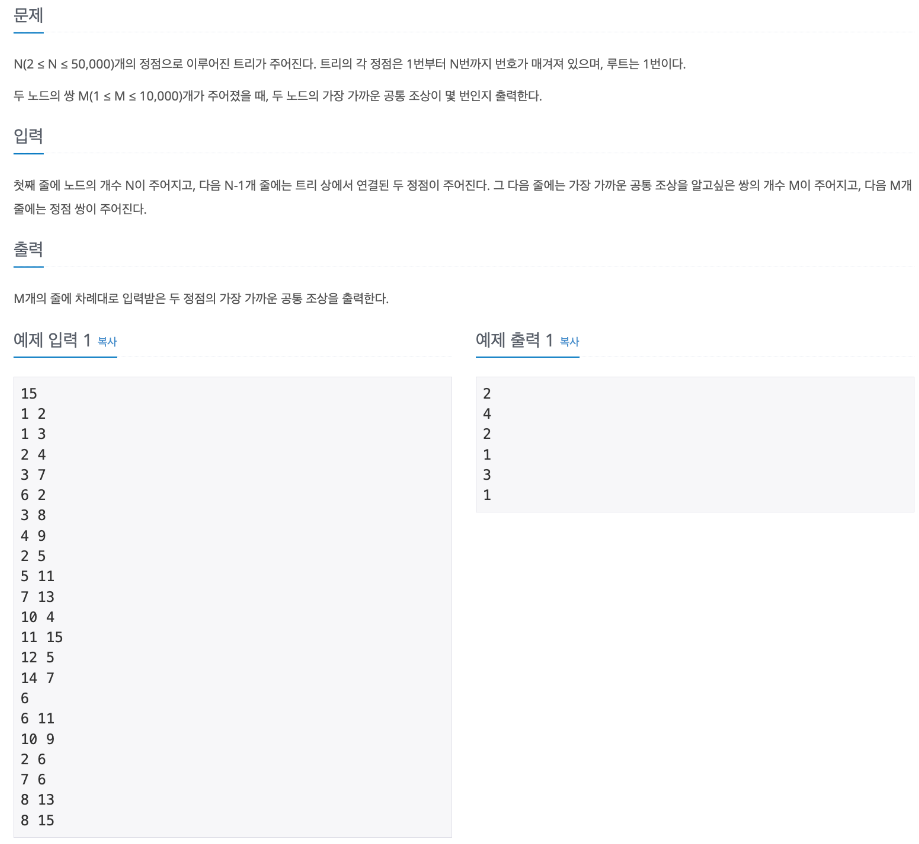 문제
N(2 ≤ N ≤ 50,000)개의 정점으로 이루어진 트리가 주어진다. 트리의 각 정점은 1번부터 N번까지 번호가 매겨져 있으며, 루트는 1번이다.
두 노드의 쌍 M(1 ≤ M ≤ 10,000)개가 주어졌을 때, 두 노드의 가장 가까운 공통 조상이 몇 번인지 출력한다.
입력
첫째 줄에 노드의 개수 N이 주어지고, 다음 N-1개 줄에는 트리 상에서 연결된 두 정점이 주어진다. 그 다음 줄에는 가장 가까운 공통 조상을 알고싶은 쌍의 개수 M이 주어지고, 다음 M개
줄에는 정점 쌍이 주어진다.
출력
M개의 줄에 차례대로 입력받은 두 정점의 가장 가까운 공통 조상을 출력한다.
예제 입력 1 복사
15
1 2
1 3
2 4
3 7
6 2
3 8
4 9
2 5
5 11
7 13
10 4
11 15
12 5
14 7
6
6 11
10 9
2 6
7 6
8 13
8 15
예제 출력 1 복사
2
4
2
1
3
1